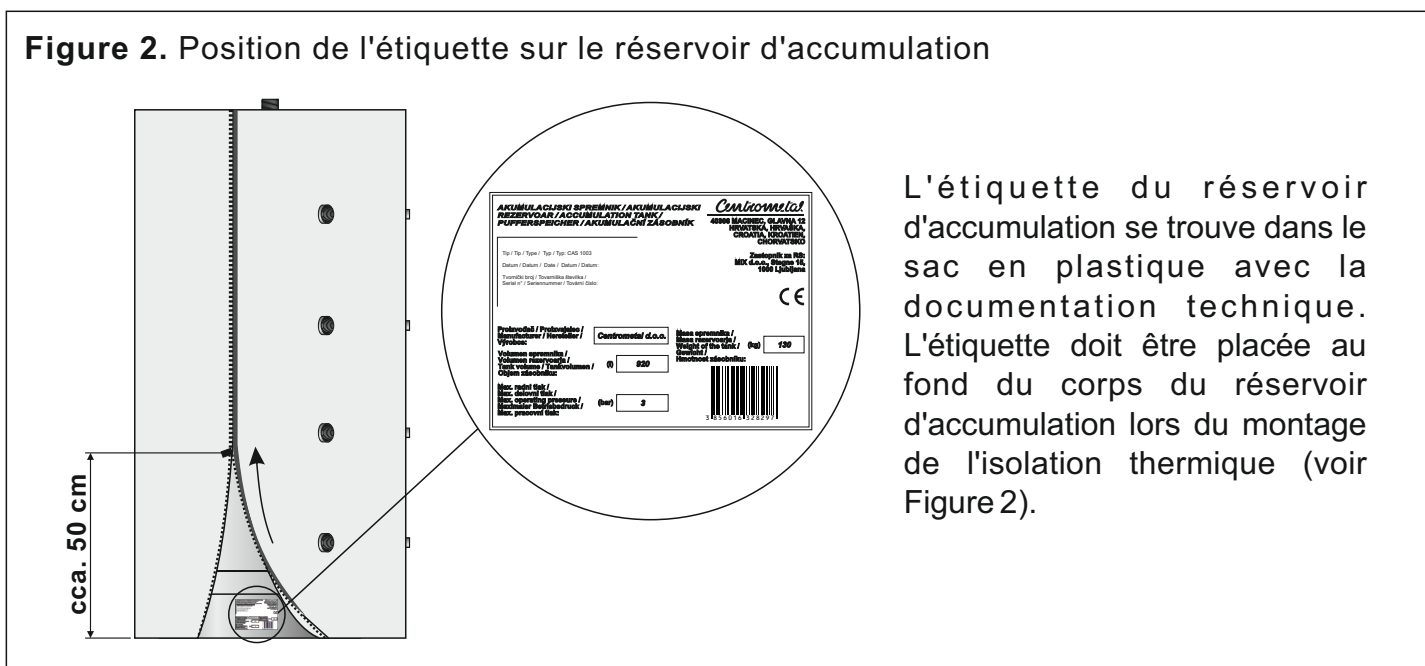 Figure 2. Position de l'étiquette sur le réservoir d'accumulation
cca. 50 cm
AKUMULACIJSKI SPREMNIK / AKUMULACIJSKI
REZERVOAR / ACCUMULATION TANK /
PUFFERSPEICHER / AKUMULAČNÍ ZÁSOBNÍK
Tip / Tip / Type / Typ / Typ: CAS 1003
Datum / Datum / Date / Datum / Datum:
Tvornički broj / Tovarniška številka /
Serial n° / Seriennummer / Tovární číslo:
Centrometal
40306 MACINEC, GLAVNA 12
HRVATSKA, HRVAŠKA,
CROATIA, KROATIEN,
CHORVATSKO
Zastopnik za RS:
MIX d.o.o., Stegne 15,
1000 Ljubljana
CE
Proizvođač / Proizvajalec /
Manufacturer / Hersteller /
Výrobce:
Centrometal d.o.o.
Volumen spremnika /
Volumen rezervoarja /
Tank volume / Tankvolumen /
Objem zásobníku:
(l) 920
Max. radni tlak /
Max. delovni tlak /
Max. operating pressure /
Maximaler Betriebsdruck /
Max. pracovní tlak:
(bar) 3
Masa spremnika /
Masa rezervoarja /
Weight of the tank /
Gewicht /
Hmotnost zásobníku:
(kg) 130
3 856016 328297
L'étiquette du réservoir
d'accumulation se trouve dans le
sac en plastique avec la
documentation technique.
L'étiquette doit être placée au
fond du corps du réservoir
d'accumulation lors du montage
de l'isolation thermique (voir
Figure 2).